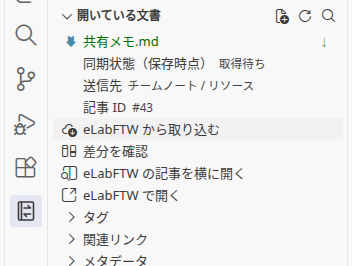 開いている文書
共有メモ.md ↓
同期状態（保存時点） 取得待ち
送信先 チームノート / リソース
記事 ID #43
eLabFTW から取り込む
差分を確認
eLabFTW の記事を横に開く
eLabFTW で開く
タグ
関連リンク
メタデータ